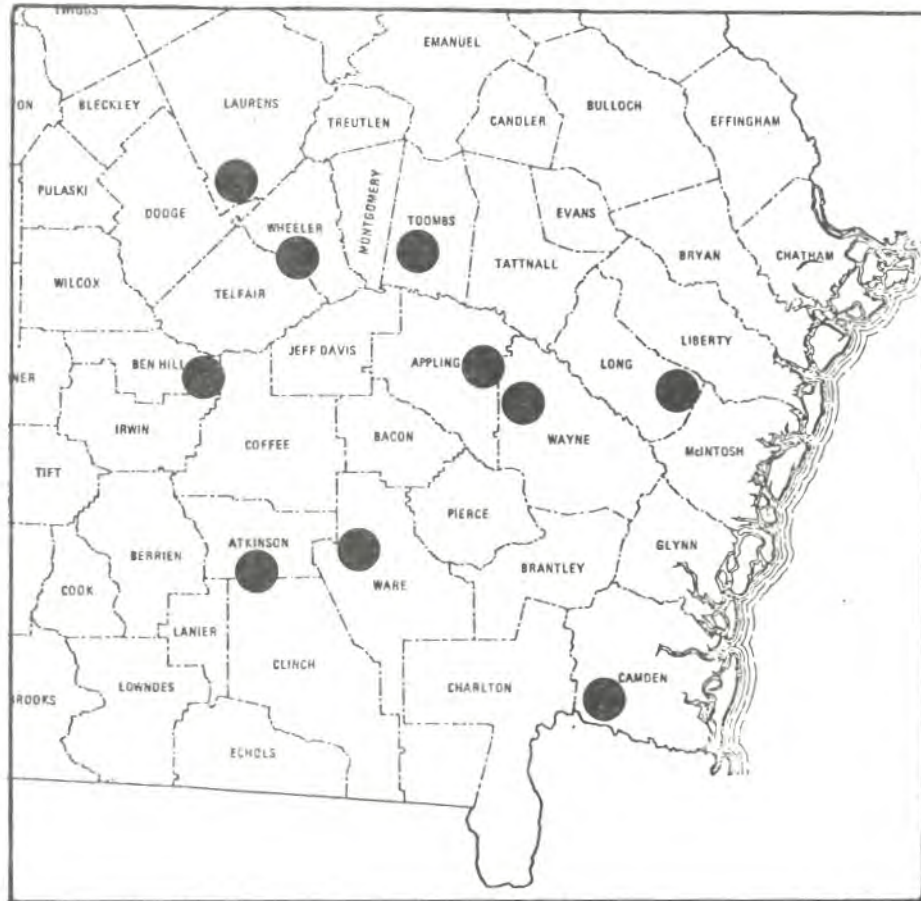 EMANUEL
BLECKLEY
LAURENS
BULLOCH
TREUTLEN
CANDLER
EFFINGHAM
PULASKI
DODGE
WHEELER
MONTGOMERY
TOOMBS
EVANS
WILCOX
TELFAIR
TATTNALL
BRYAN
CHATHAM
BEN HILL
JEFF DAVIS
APPLING
LONG
LIBERTY
IRWIN
COFFEE
BACON
WAYNE
McINTOSH
TIFT
PIERCE
ATKINSON
BERRIEN
WARE
BRANTLEY
GLYNN
COOK
LANIER
CLINCH
LOWNDES
CHARLTON
CAMDEN
ECHOLS